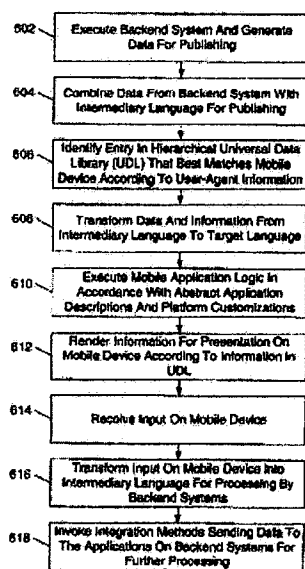 602
Execute Backend System And Generate
Data For Publishing
604
Combine Data From Backend System With
Intermediary Language For Publishing
606
Identify Entry In Hierarchical Universal Data
Library (UDL) That Best Matches Mobile
Device According To User-Agent Information
608
Transform Data And Information From
Intermediary Language To Target Language
610
Execute Mobile Application Logic In
Accordance With Abstract Application
Descriptions And Platform Customizations
612
Render Information For Presentation On
Mobile Device According To Information In
UDL
614
Receive Input On Mobile Device
616
Transform Input On Mobile Device Into
Intermediary Language For Processing By
Backend Systems
618
Invoke Integration Methods Sending Data To
The Applications On Backend Systems For
Further Processing